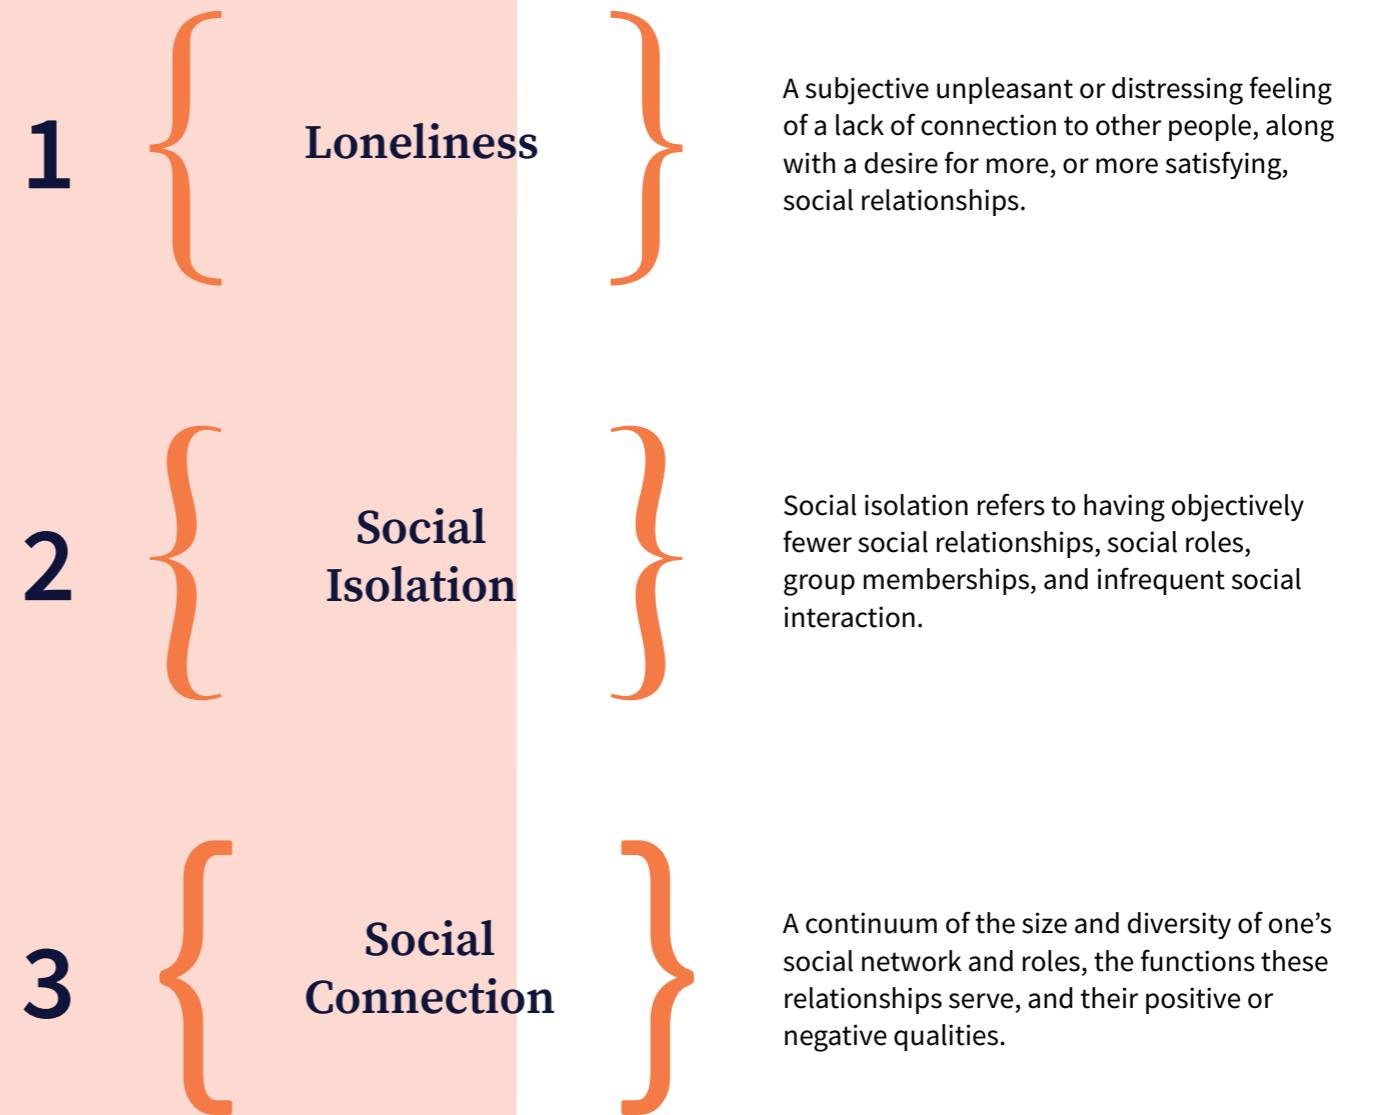 1
Loneliness
A subjective unpleasant or distressing feeling
of a lack of connection to other people, along
with a desire for more, or more satisfying,
social relationships.
2
Social
Isolation
Social isolation refers to having objectively
fewer social relationships, social roles,
group memberships, and infrequent social
interaction.
3
Social
Connection
A continuum of the size and diversity of one’s
social network and roles, the functions these
relationships serve, and their positive or
negative qualities.